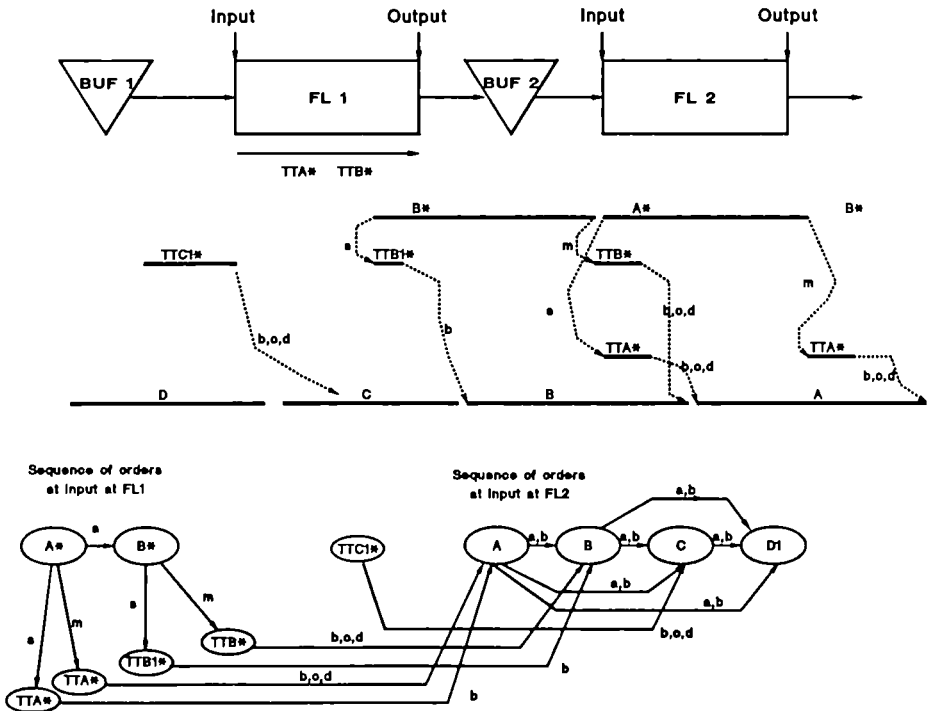 Input Output Input Output
BUF 1 FL 1 BUF 2 FL 2
TTA* TTB*
B* A* B*
TTC1* s TTB1* m TTB*
m
b,o,d b s b,o,d
TTA* b,o,d TTA* b,o,d
D C B A
Sequence of orders
at input at FL1
Sequence of orders
at input at FL2
a,b
A* s B* TTC1* A a,b B a,b C a,b D1
a,b
a,b
s m s m
TTB* b,o,d b,o,d
TTB1* b
TTA* b,o,d
TTA* b